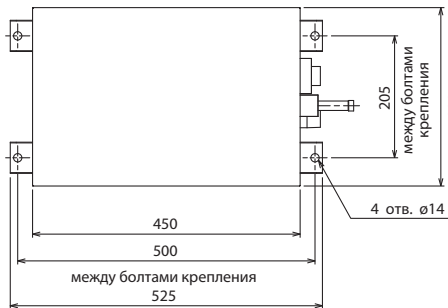 205
между болтами
крепления
4 отв. ø14
450
500
между болтами крепления
525